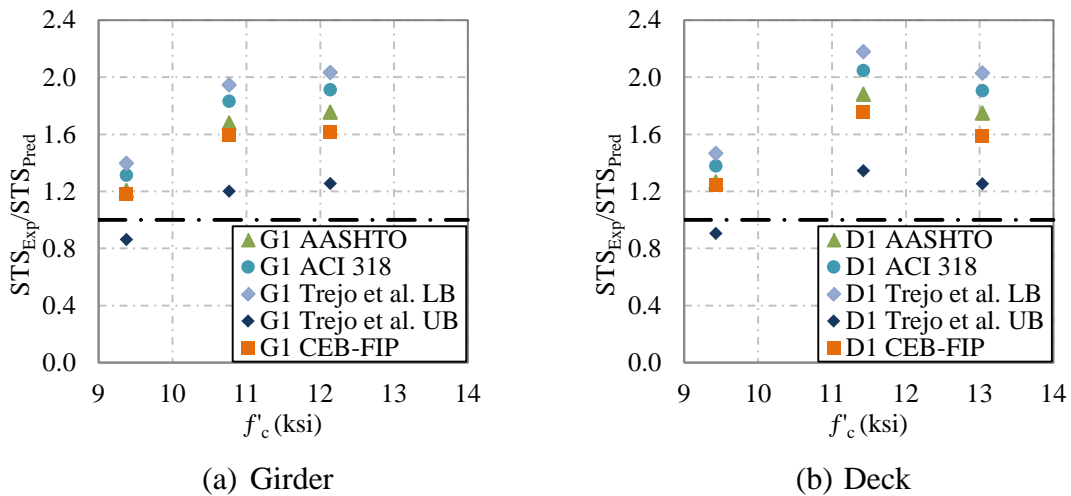 2.4
2.0
1.6
1.2
0.8
0.4
0.0
STS_Exp/STS_Pred
G1 AASHTO
G1 ACI 318
G1 Trejo et al. LB
G1 Trejo et al. UB
G1 CEB-FIP
9 10 11 12 13 14
f'c (ksi)
(a) Girder
2.4
2.0
1.6
1.2
0.8
0.4
0.0
STS_Exp/STS_Pred
D1 AASHTO
D1 ACI 318
D1 Trejo et al. LB
D1 Trejo et al. UB
D1 CEB-FIP
9 10 11 12 13 14
f'c (ksi)
(b) Deck